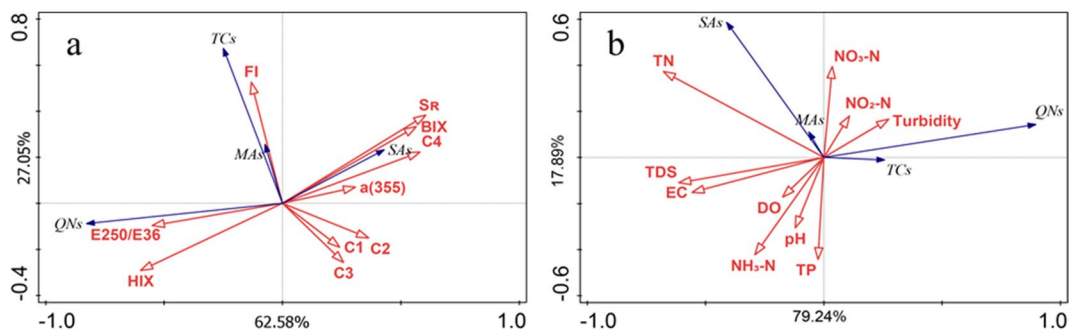 a
0.8
27.05%
-0.4
-1.0
62.58%
1.0
TCs
FI
MAs
SR
BIX
C4
SAs
a(355)
QNs
E250/E36
HIX
C1
C2
C3
b
0.6
17.89%
-0.6
-1.0
79.24%
1.0
SAs
TN
NO₃-N
NO₂-N
Turbidity
QNs
MAs
TCs
TDS
EC
DO
pH
NH₃-N
TP